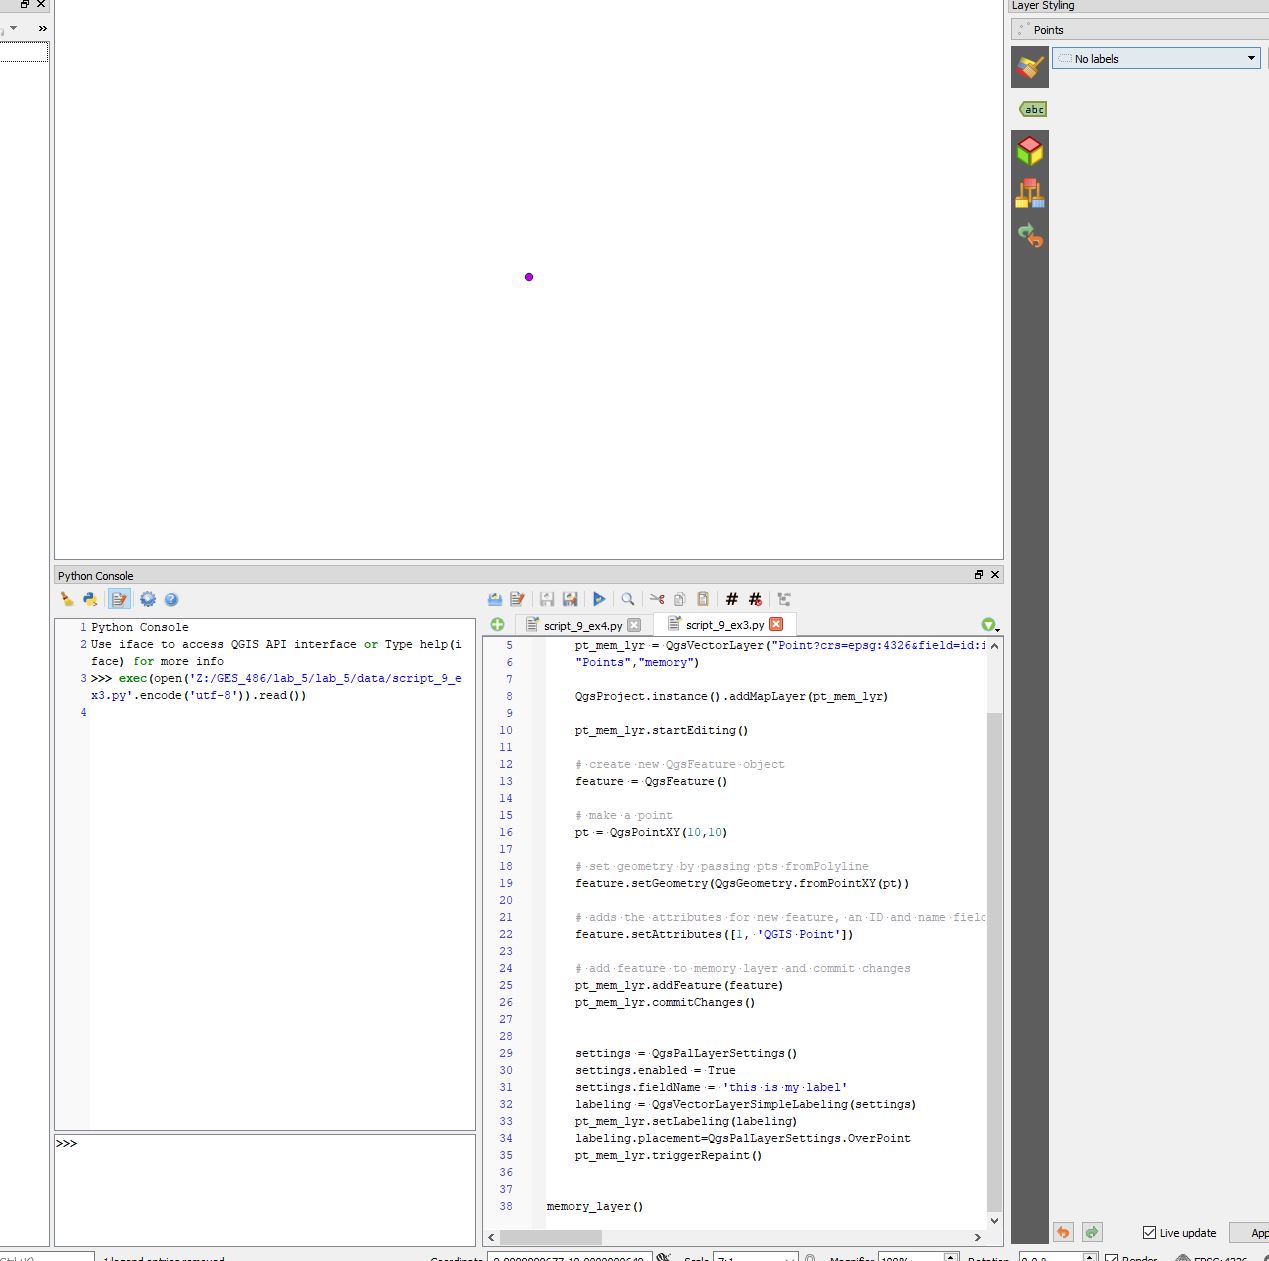 Layer Styling
Points
No labels
abc
Python Console
script_9_ex4.py
script_9_ex3.py
1 Python Console
2 Use iface to access QGIS API interface or Type help(i
face) for more info
3 >>> exec(open('Z:/GES_486/lab_5/lab_5/data/script_9_e
x3.py'.encode('utf-8')).read())
4
>>>
5 pt_mem_lyr = QgsVectorLayer("Point?crs=epsg:4326&field=id:i
6 "Points","memory")
7
8 QgsProject.instance().addMapLayer(pt_mem_lyr)
9
10 pt_mem_lyr.startEditing()
11
12 # create new QgsFeature object
13 feature = QgsFeature()
14
15 # make a point
16 pt = QgsPointXY(10,10)
17
18 # set geometry by passing pts fromPolyline
19 feature.setGeometry(QgsGeometry.fromPointXY(pt))
20
21 # adds the attributes for new feature, an ID and name field
22 feature.setAttributes([1, 'QGIS Point'])
23
24 # add feature to memory layer and commit changes
25 pt_mem_lyr.addFeature(feature)
26 pt_mem_lyr.commitChanges()
27
28
29 settings = QgsPalLayerSettings()
30 settings.enabled = True
31 settings.fieldName = 'this is my label'
32 labeling = QgsVectorLayerSimpleLabeling(settings)
33 pt_mem_lyr.setLabeling(labeling)
34 labeling.placement=QgsPalLayerSettings.OverPoint
35 pt_mem_lyr.triggerRepaint()
36
37
38 memory_layer()
Live update
App
1 legend entries removed
Coordinate
Scale
Magnifier 100%
Rotation
Render
EPSG:4326